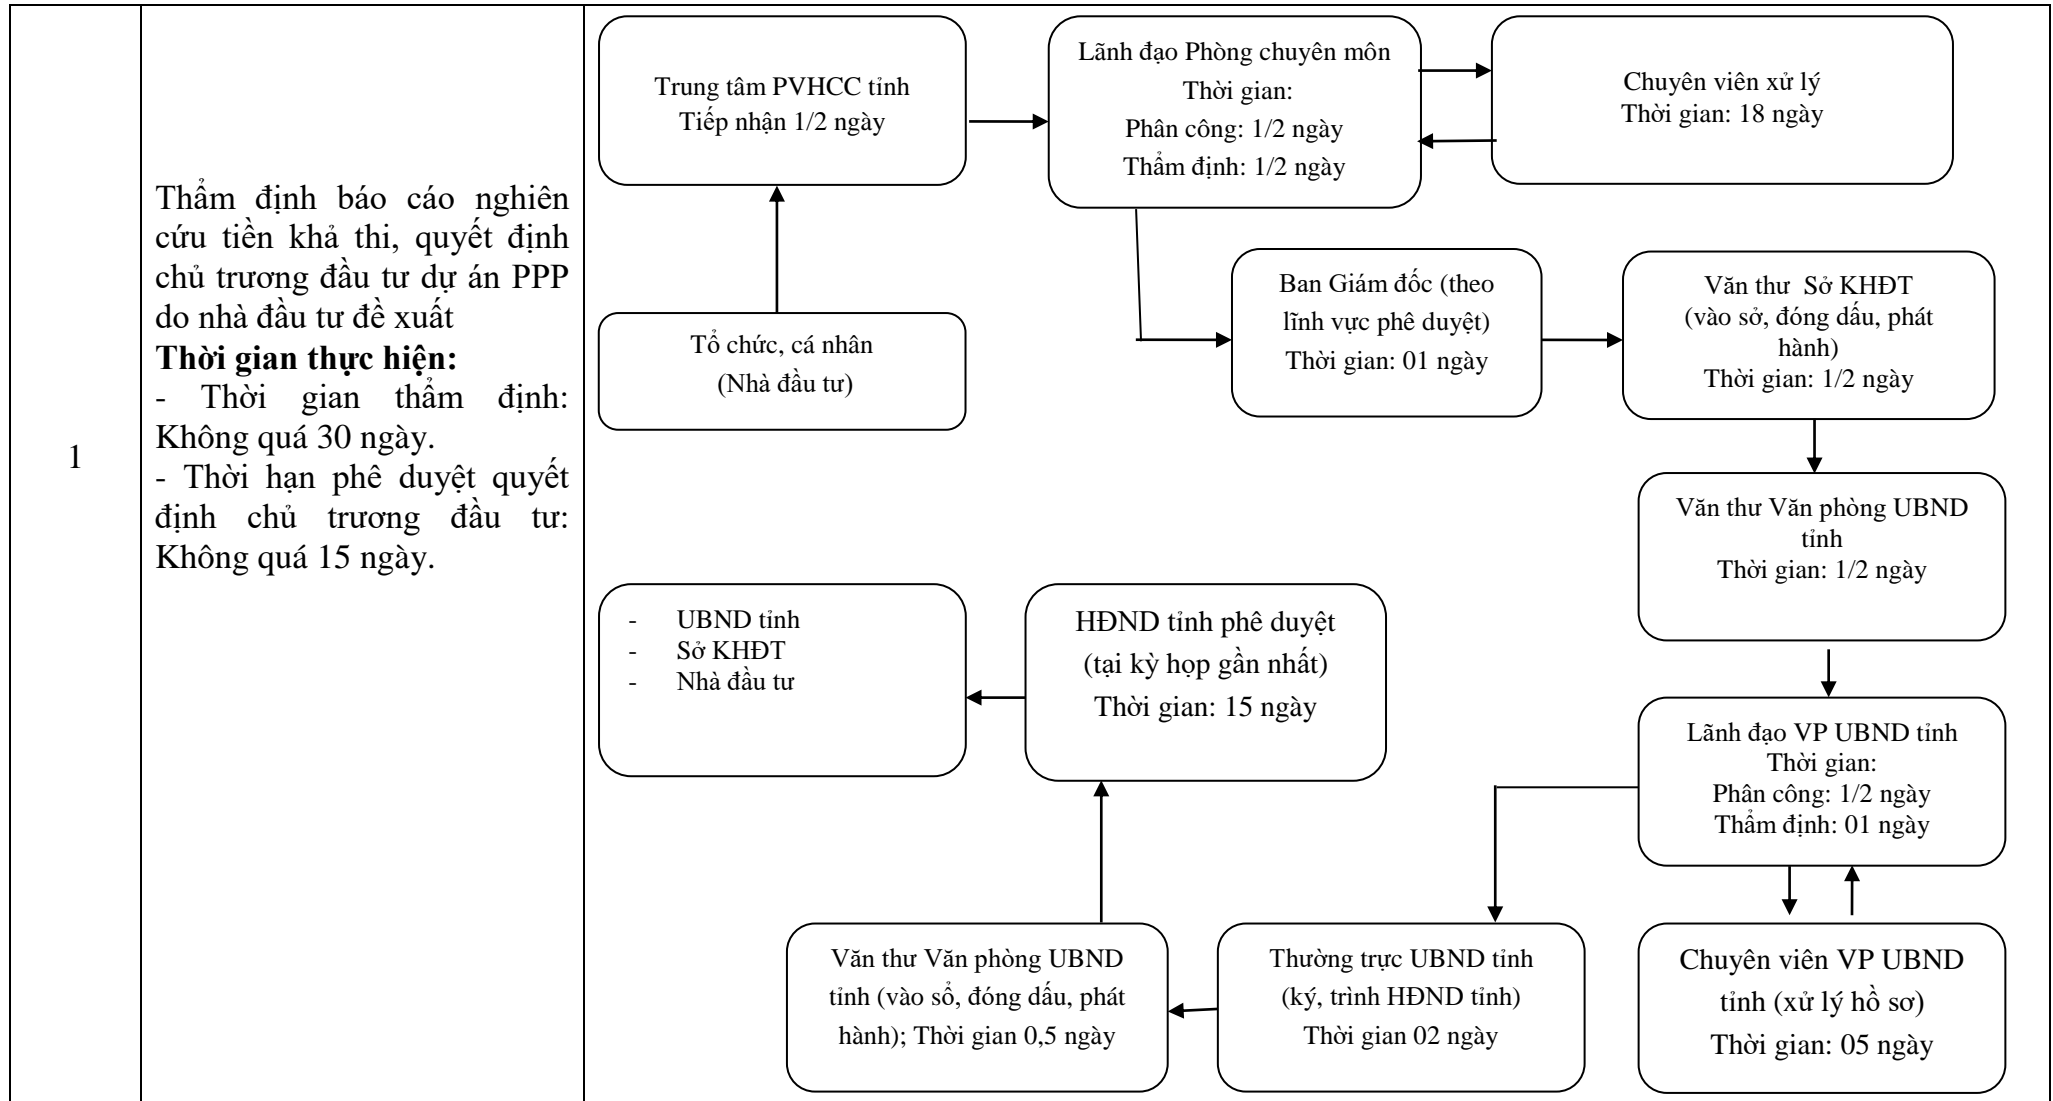 1
Thẩm định báo cáo nghiên
cứu tiền khả thi, quyết định
chủ trương đầu tư dự án PPP
do nhà đầu tư đề xuất
Thời gian thực hiện:
- Thời gian thẩm định:
Không quá 30 ngày.
- Thời hạn phê duyệt quyết
định chủ trương đầu tư:
Không quá 15 ngày.
Trung tâm PVHCC tỉnh
Tiếp nhận 1/2 ngày
Lãnh đạo Phòng chuyên môn
Thời gian:
Phân công: 1/2 ngày
Thẩm định: 1/2 ngày
Chuyên viên xử lý
Thời gian: 18 ngày
Tổ chức, cá nhân
(Nhà đầu tư)
Ban Giám đốc (theo
lĩnh vực phê duyệt)
Thời gian: 01 ngày
Văn thư Sở KHĐT
(vào sở, đóng dấu, phát
hành)
Thời gian: 1/2 ngày
Văn thư Văn phòng UBND
tỉnh
Thời gian: 1/2 ngày
- UBND tỉnh
- Sở KHĐT
- Nhà đầu tư
HĐND tỉnh phê duyệt
(tại kỳ họp gần nhất)
Thời gian: 15 ngày
Lãnh đạo VP UBND tỉnh
Thời gian:
Phân công: 1/2 ngày
Thẩm định: 01 ngày
Văn thư Văn phòng UBND
tỉnh (vào sổ, đóng dấu, phát
hành); Thời gian 0,5 ngày
Thường trực UBND tỉnh
(ký, trình HĐND tỉnh)
Thời gian 02 ngày
Chuyên viên VP UBND
tỉnh (xử lý hồ sơ)
Thời gian: 05 ngày